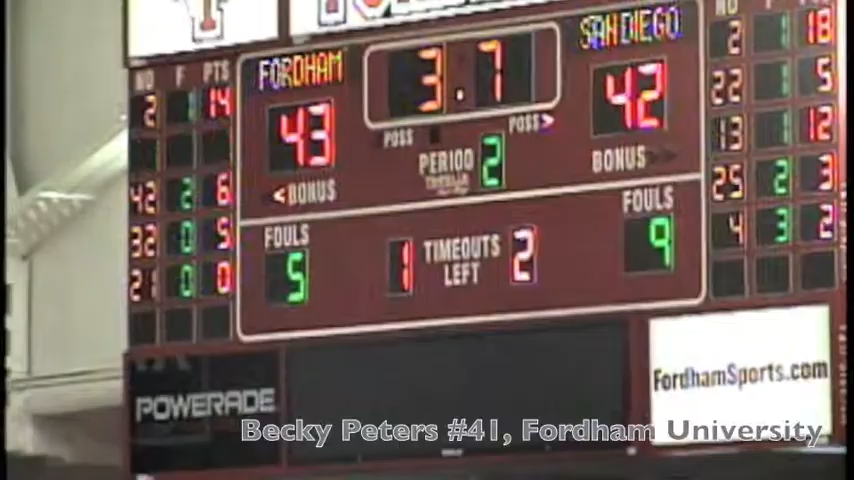 NO F PTS
FORDHAM
3.7
SAN DIEGO
NO F PTS
2 1 14
43
42
2 1 18
22 1 5
POSS
POSS >
PERIOD 2
< BONUS
BONUS
13 1 12
42 2 6
25 2 3
32 0 5
4 3 2
21 0 0
FOULS
5
1 TIMEOUTS LEFT 2
FOULS
9
POWERADE
FordhamSports.com
Becky Peters #41, Fordham University